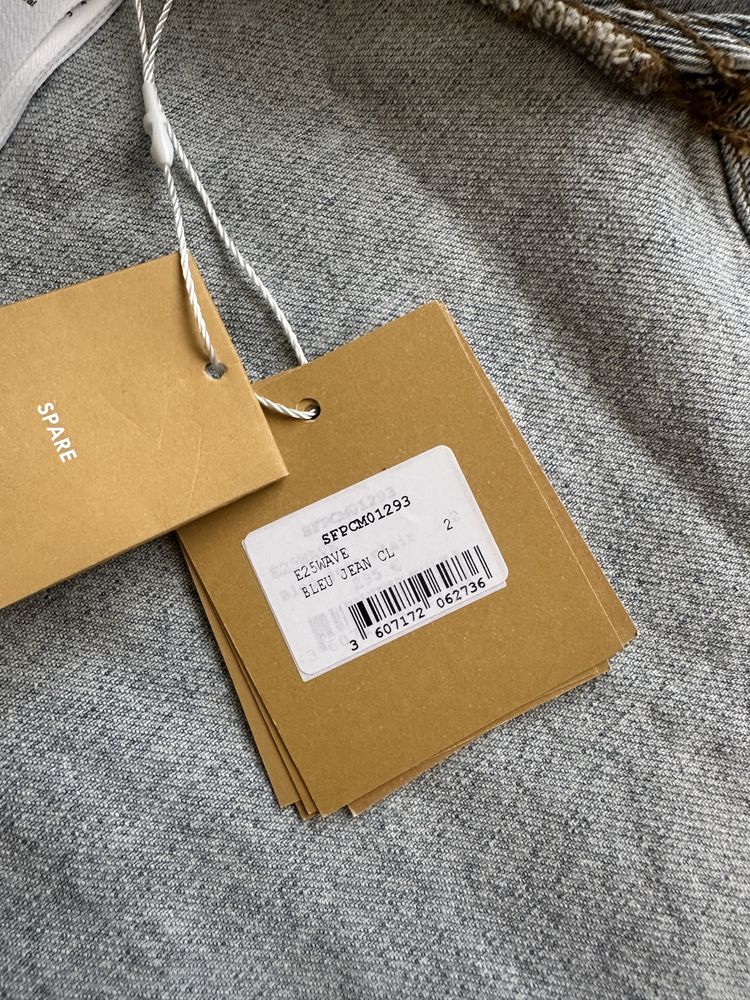 SPARE
SFPCM01293
E25WAVE 2
BLEU JEAN CL
3 607172 062736